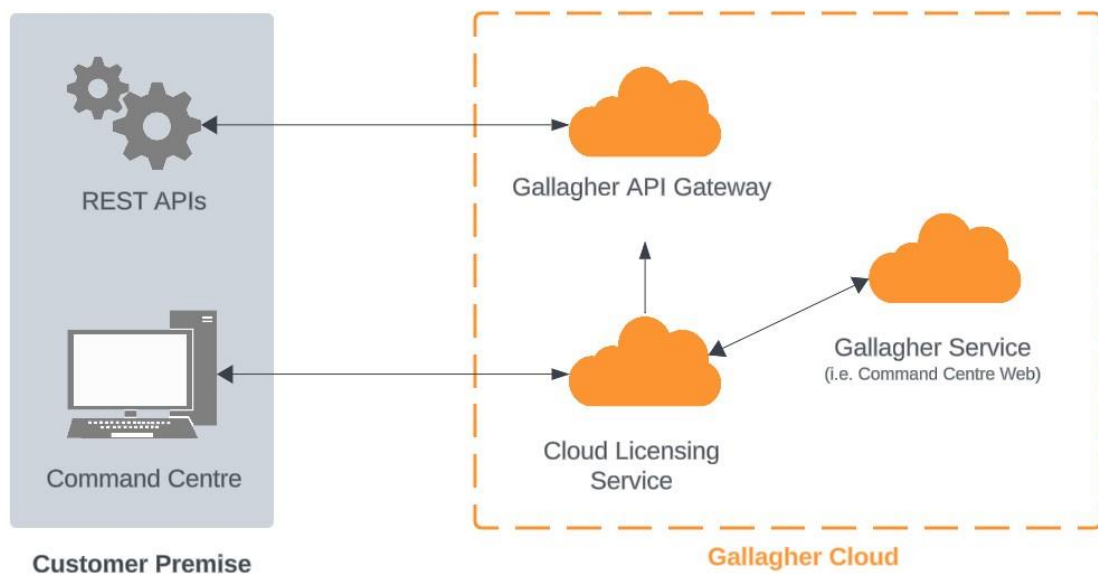 REST APIs
Gallagher API Gateway
Gallagher Service
(i.e. Command Centre Web)
Command Centre
Cloud Licensing
Service
Customer Premise
Gallagher Cloud